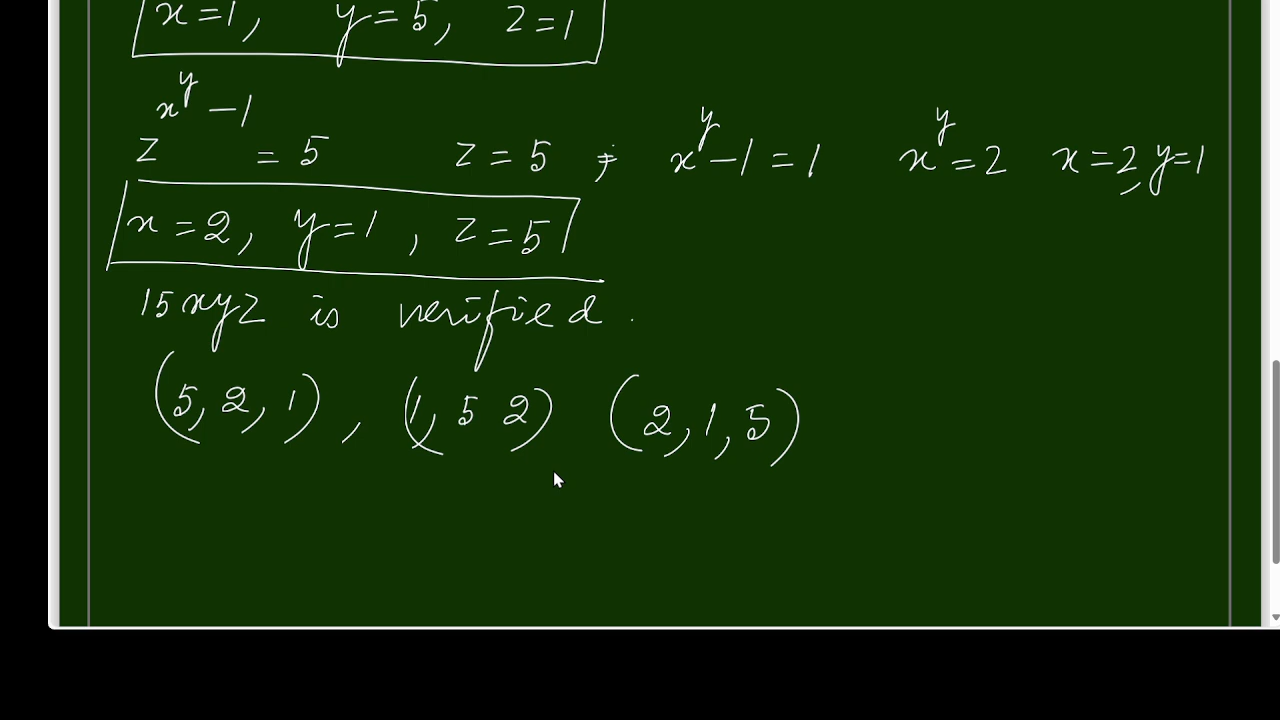 x=1, y=5, z=1
z^{x^y-1} = 5 z=5, x^y-1=1 x^y=2 x=2, y=1
x=2, y=1, z=5
15xyz is verified.
(5, 2, 1), (1, 5 2) (2, 1, 5)